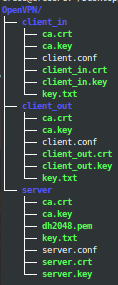 OpenVPN/
client_in
ca.crt
ca.key
client.conf
client_in.crt
client_in.key
key.txt
client_out
ca.crt
ca.key
client.conf
client_out.crt
client_out.key
key.txt
server
ca.crt
ca.key
dh2048.pem
key.txt
server.conf
server.crt
server.key